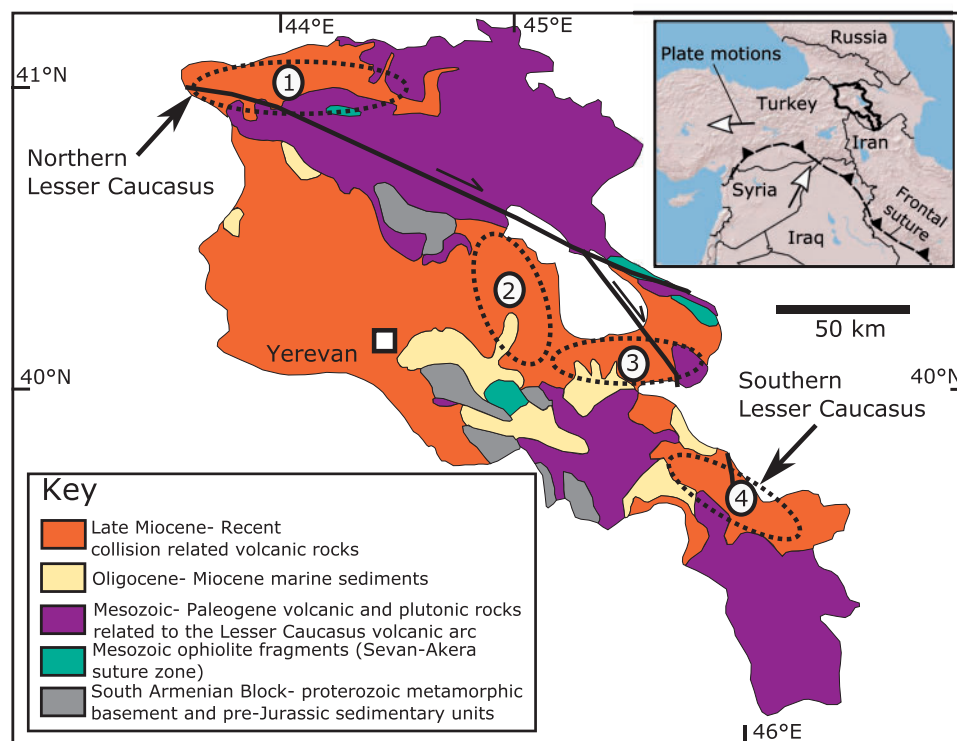 44°E
45°E
41°N
Northern
Lesser Caucasus
1
2
3
4
Yerevan
40°N
40°N
50 km
Southern
Lesser Caucasus
46°E
Plate motions
Russia
Turkey
Iran
Syria
Iraq
Frontal
suture
Key
Late Miocene- Recent
collision related volcanic rocks
Oligocene- Miocene marine sediments
Mesozoic- Paleogene volcanic and plutonic rocks
related to the Lesser Caucasus volcanic arc
Mesozoic ophiolite fragments (Sevan-Akera
suture zone)
South Armenian Block- proterozoic metamorphic
basement and pre-Jurassic sedimentary units